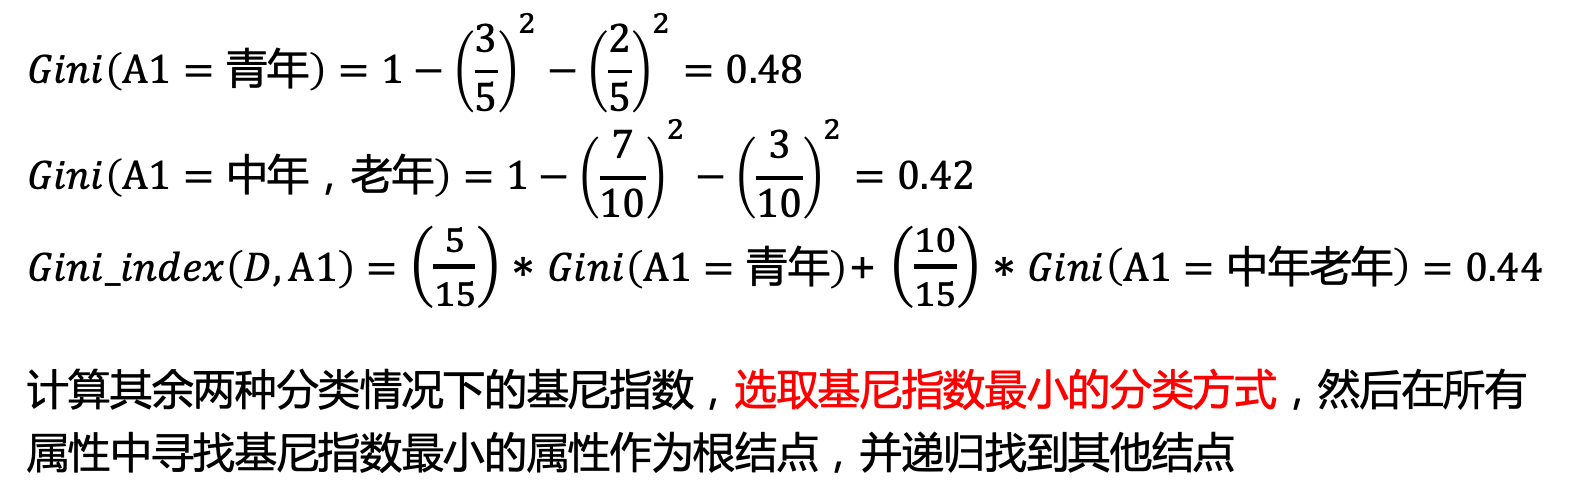 Gini(A1 = 青年) = 1 − (3/5)² − (2/5)² = 0.48
Gini(A1 = 中年，老年) = 1 − (7/10)² − (3/10)² = 0.42
Gini_index(D, A1) = (5/15) * Gini(A1 = 青年)+ (10/15) * Gini(A1 = 中年老年) = 0.44
计算其余两种分类情况下的基尼指数，选取基尼指数最小的分类方式，然后在所有
属性中寻找基尼指数最小的属性作为根结点，并递归找到其他结点